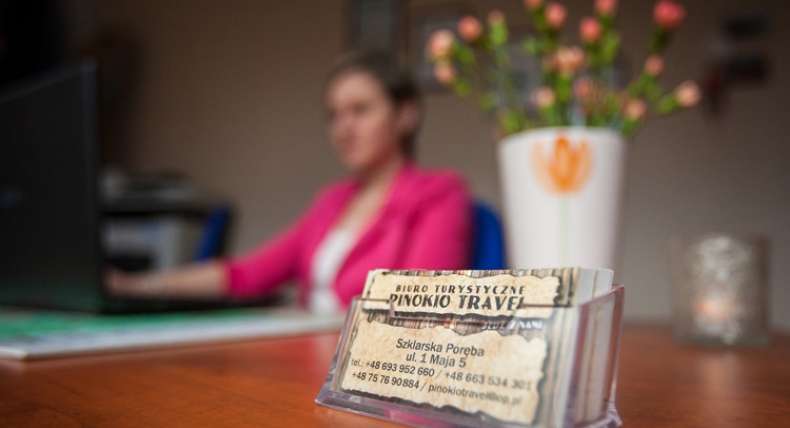 BIURO TURYSTYCZNE
PINOKIO TRAVEL
Szklarska Poręba
ul. 1 Maja 5
tel.: +48 693 952 660 / +48 663 534 301
+48 75 76 90884 / pinokiotravel@op.pl